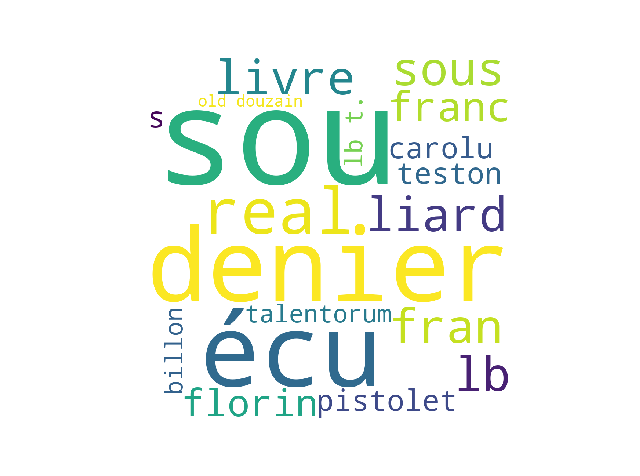 livre
sous
old douzain
franc
s
sou
lb t.
carolu
teston
real.
liard
denier
talentorum
fran
billon
écu
lb
florin
pistolet